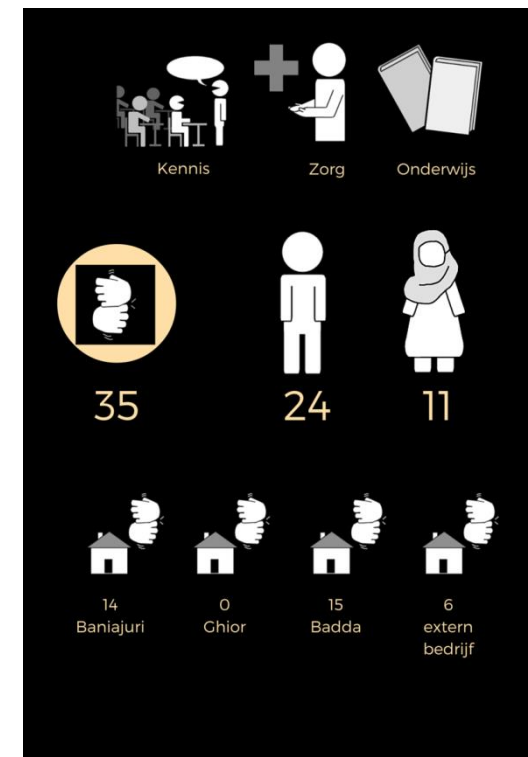 Kennis
Zorg
Onderwijs
35
24
11
14
Baniajuri
0
Ghior
15
Badda
6
extern
bedrijf